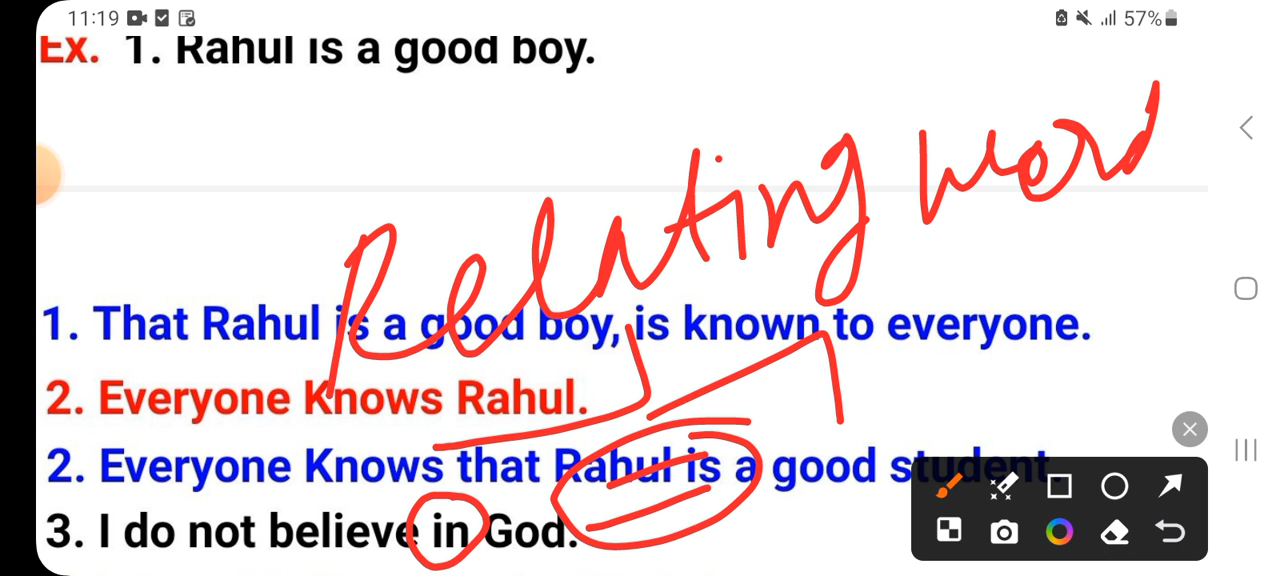 11:19 57%
Ex. 1. Rahul is a good boy.
Relating word
1. That Rahul is a good boy, is known to everyone.
2. Everyone Knows Rahul.
2. Everyone Knows that Rahul is a good student.
3. I do not believe in God.